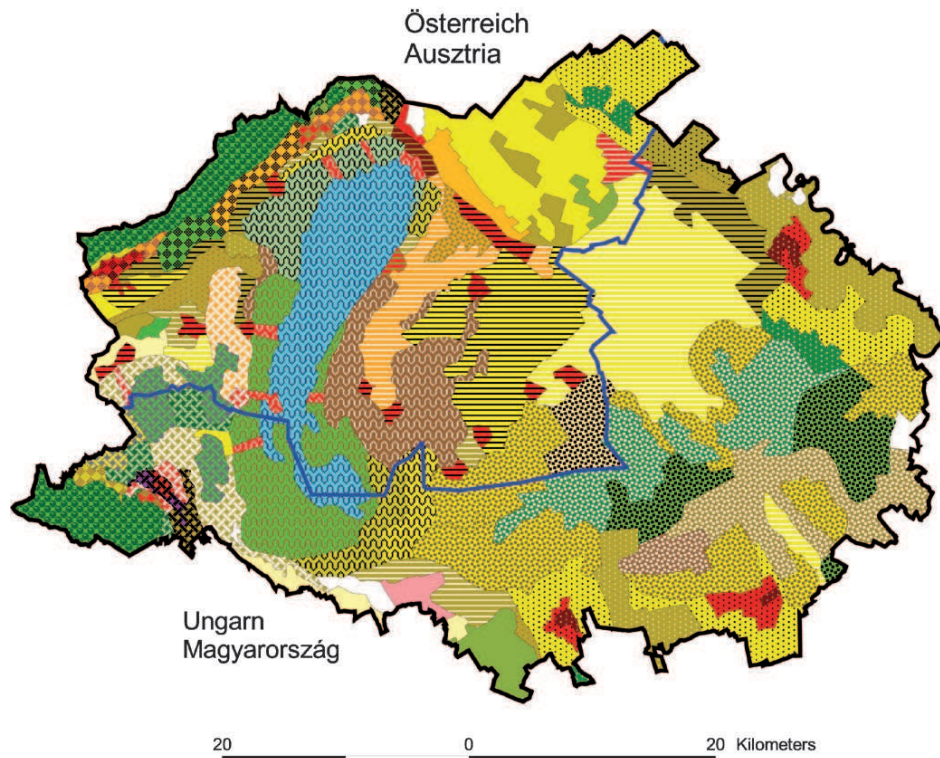 Österreich
Ausztria
Ungarn
Magyarország
20 0 20 Kilometers